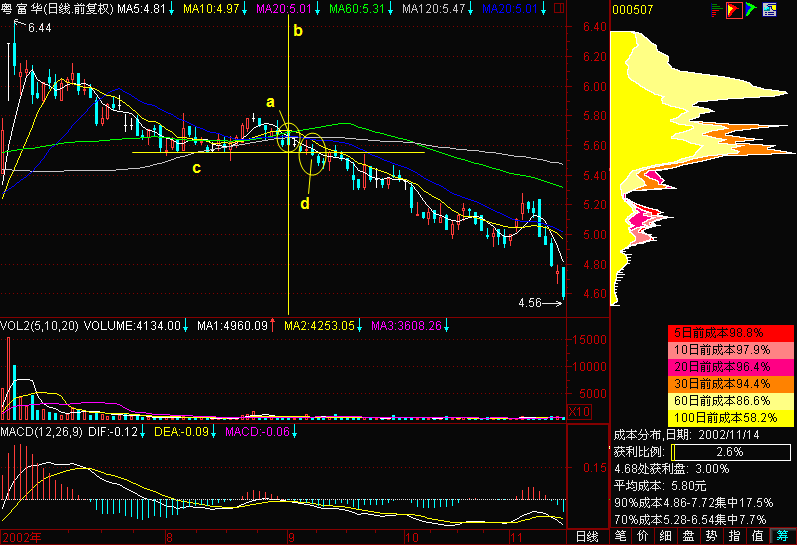 粤 富 华(日线.前复权) MA5:4.81↓ MA10:4.97↓ MA20:5.01↓ MA60:5.31↓ MA120:5.47↓ MA20:5.01↓
000507
6.44
b
a
c
d
4.56
6.40
6.20
6.00
5.80
5.60
5.40
5.20
5.00
4.80
4.60
VOL2(5,10,20) VOLUME:4134.00↓ MA1:4960.09↑ MA2:4253.05↓ MA3:3608.26↓
15000
10000
5000
X10
MACD(12,26,9) DIF:-0.12↓ DEA:-0.09↓ MACD:-0.06↓
0.15
2002年 8 9 10 11 日线
5日前成本98.8%
10日前成本97.9%
20日前成本96.4%
30日前成本94.4%
60日前成本86.6%
100日前成本58.2%
成本分布,日期: 2002/11/14
获利比例: 2.6%
4.68处获利盘: 3.00%
平均成本: 5.80元
90%成本4.86-7.72集中17.5%
70%成本5.28-6.54集中7.7%
笔 价 细 盘 势 指 值 筹